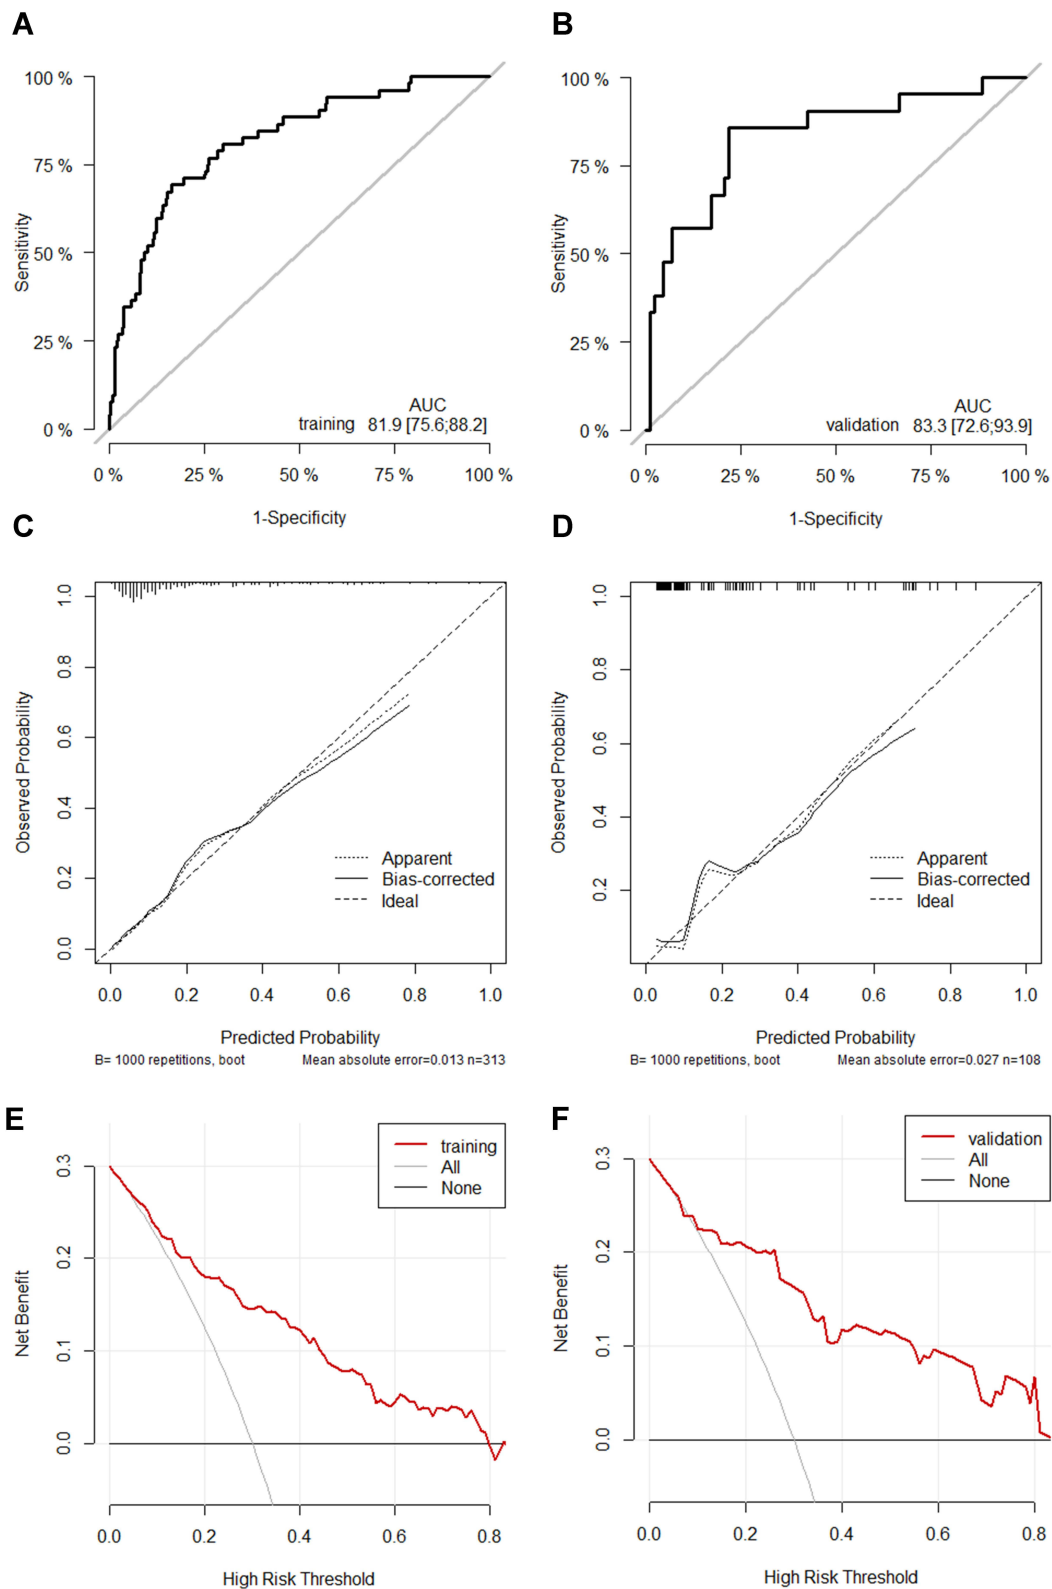 A
100 %
75 %
50 %
25 %
0 %
Sensitivity
AUC
training 81.9 [75.6;88.2]
0 % 25 % 50 % 75 % 100 %
1-Specificity
B
100 %
75 %
50 %
25 %
0 %
Sensitivity
AUC
validation 83.3 [72.6;93.9]
0 % 25 % 50 % 75 % 100 %
1-Specificity
C
1.0
0.8
0.6
0.4
0.2
0.0
Observed Probability
Apparent
Bias-corrected
Ideal
0.0 0.2 0.4 0.6 0.8 1.0
Predicted Probability
B= 1000 repetitions, boot Mean absolute error=0.013 n=313
D
1.0
0.8
0.6
0.4
0.2
Observed Probability
Apparent
Bias-corrected
Ideal
0.0 0.2 0.4 0.6 0.8 1.0
Predicted Probability
B= 1000 repetitions, boot Mean absolute error=0.027 n=108
E
0.3
0.2
0.1
0.0
Net Benefit
training
All
None
0.0 0.2 0.4 0.6 0.8
High Risk Threshold
F
0.3
0.2
0.1
0.0
Net Benefit
validation
All
None
0.0 0.2 0.4 0.6 0.8
High Risk Threshold